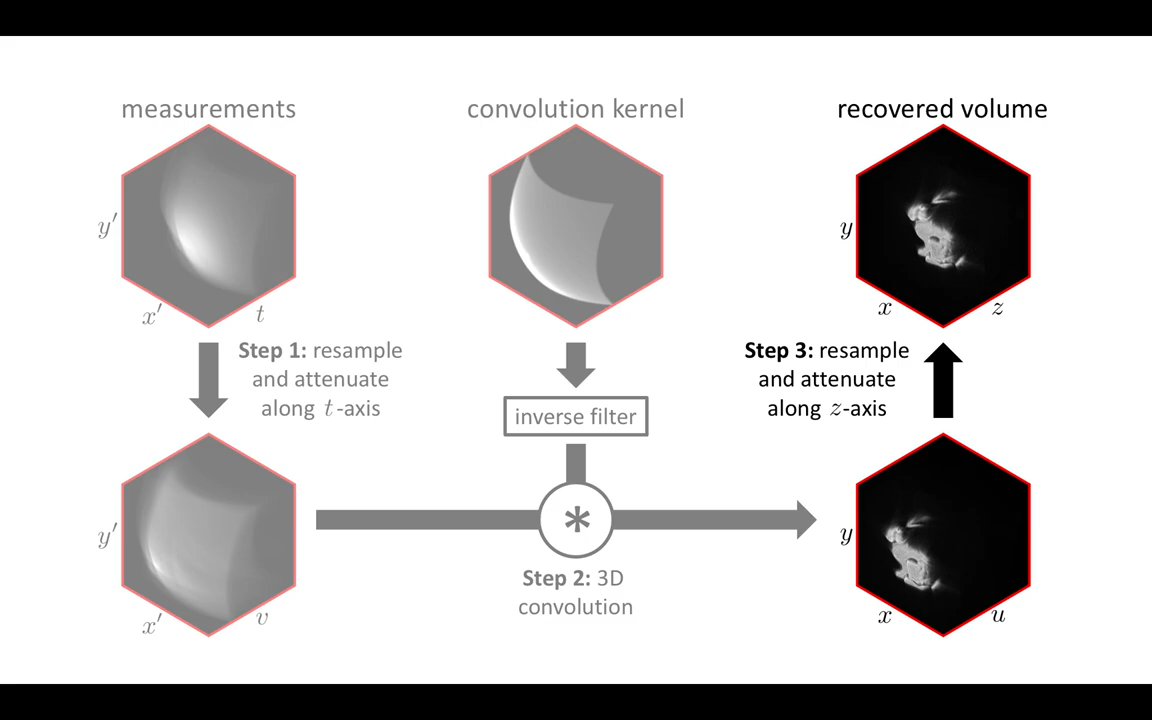 measurements
convolution kernel
recovered volume
y′
x′
t
y
x
z
Step 1: resample
and attenuate
along t-axis
inverse filter
Step 3: resample
and attenuate
along z-axis
y′
x′
v
*
Step 2: 3D
convolution
y
x
u